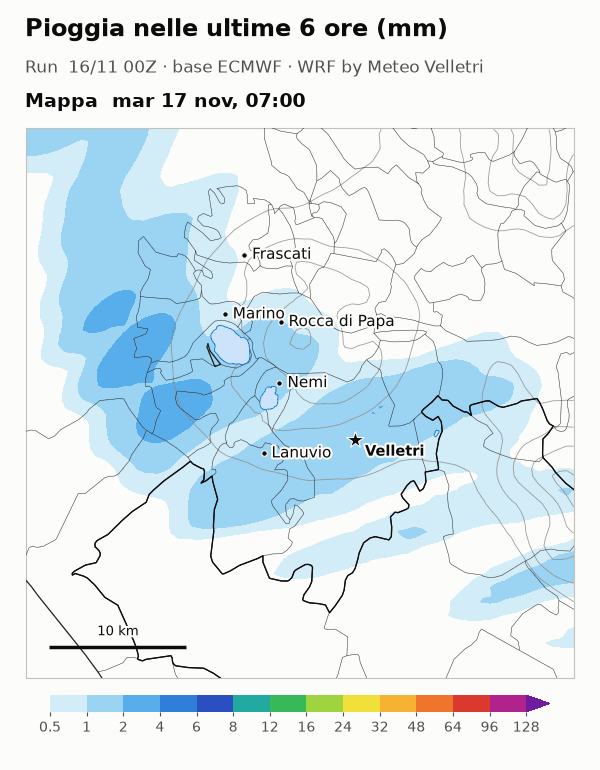 Pioggia nelle ultime 6 ore (mm)
Run  16/11 00Z · base ECMWF · WRF by Meteo Velletri
Mappa  mar 17 nov, 07:00
Frascati
Marino
Rocca di Papa
Nemi
Velletri
Lanuvio
10 km
0.5 1 2 4 6 8 12 16 24 32 48 64 96 128